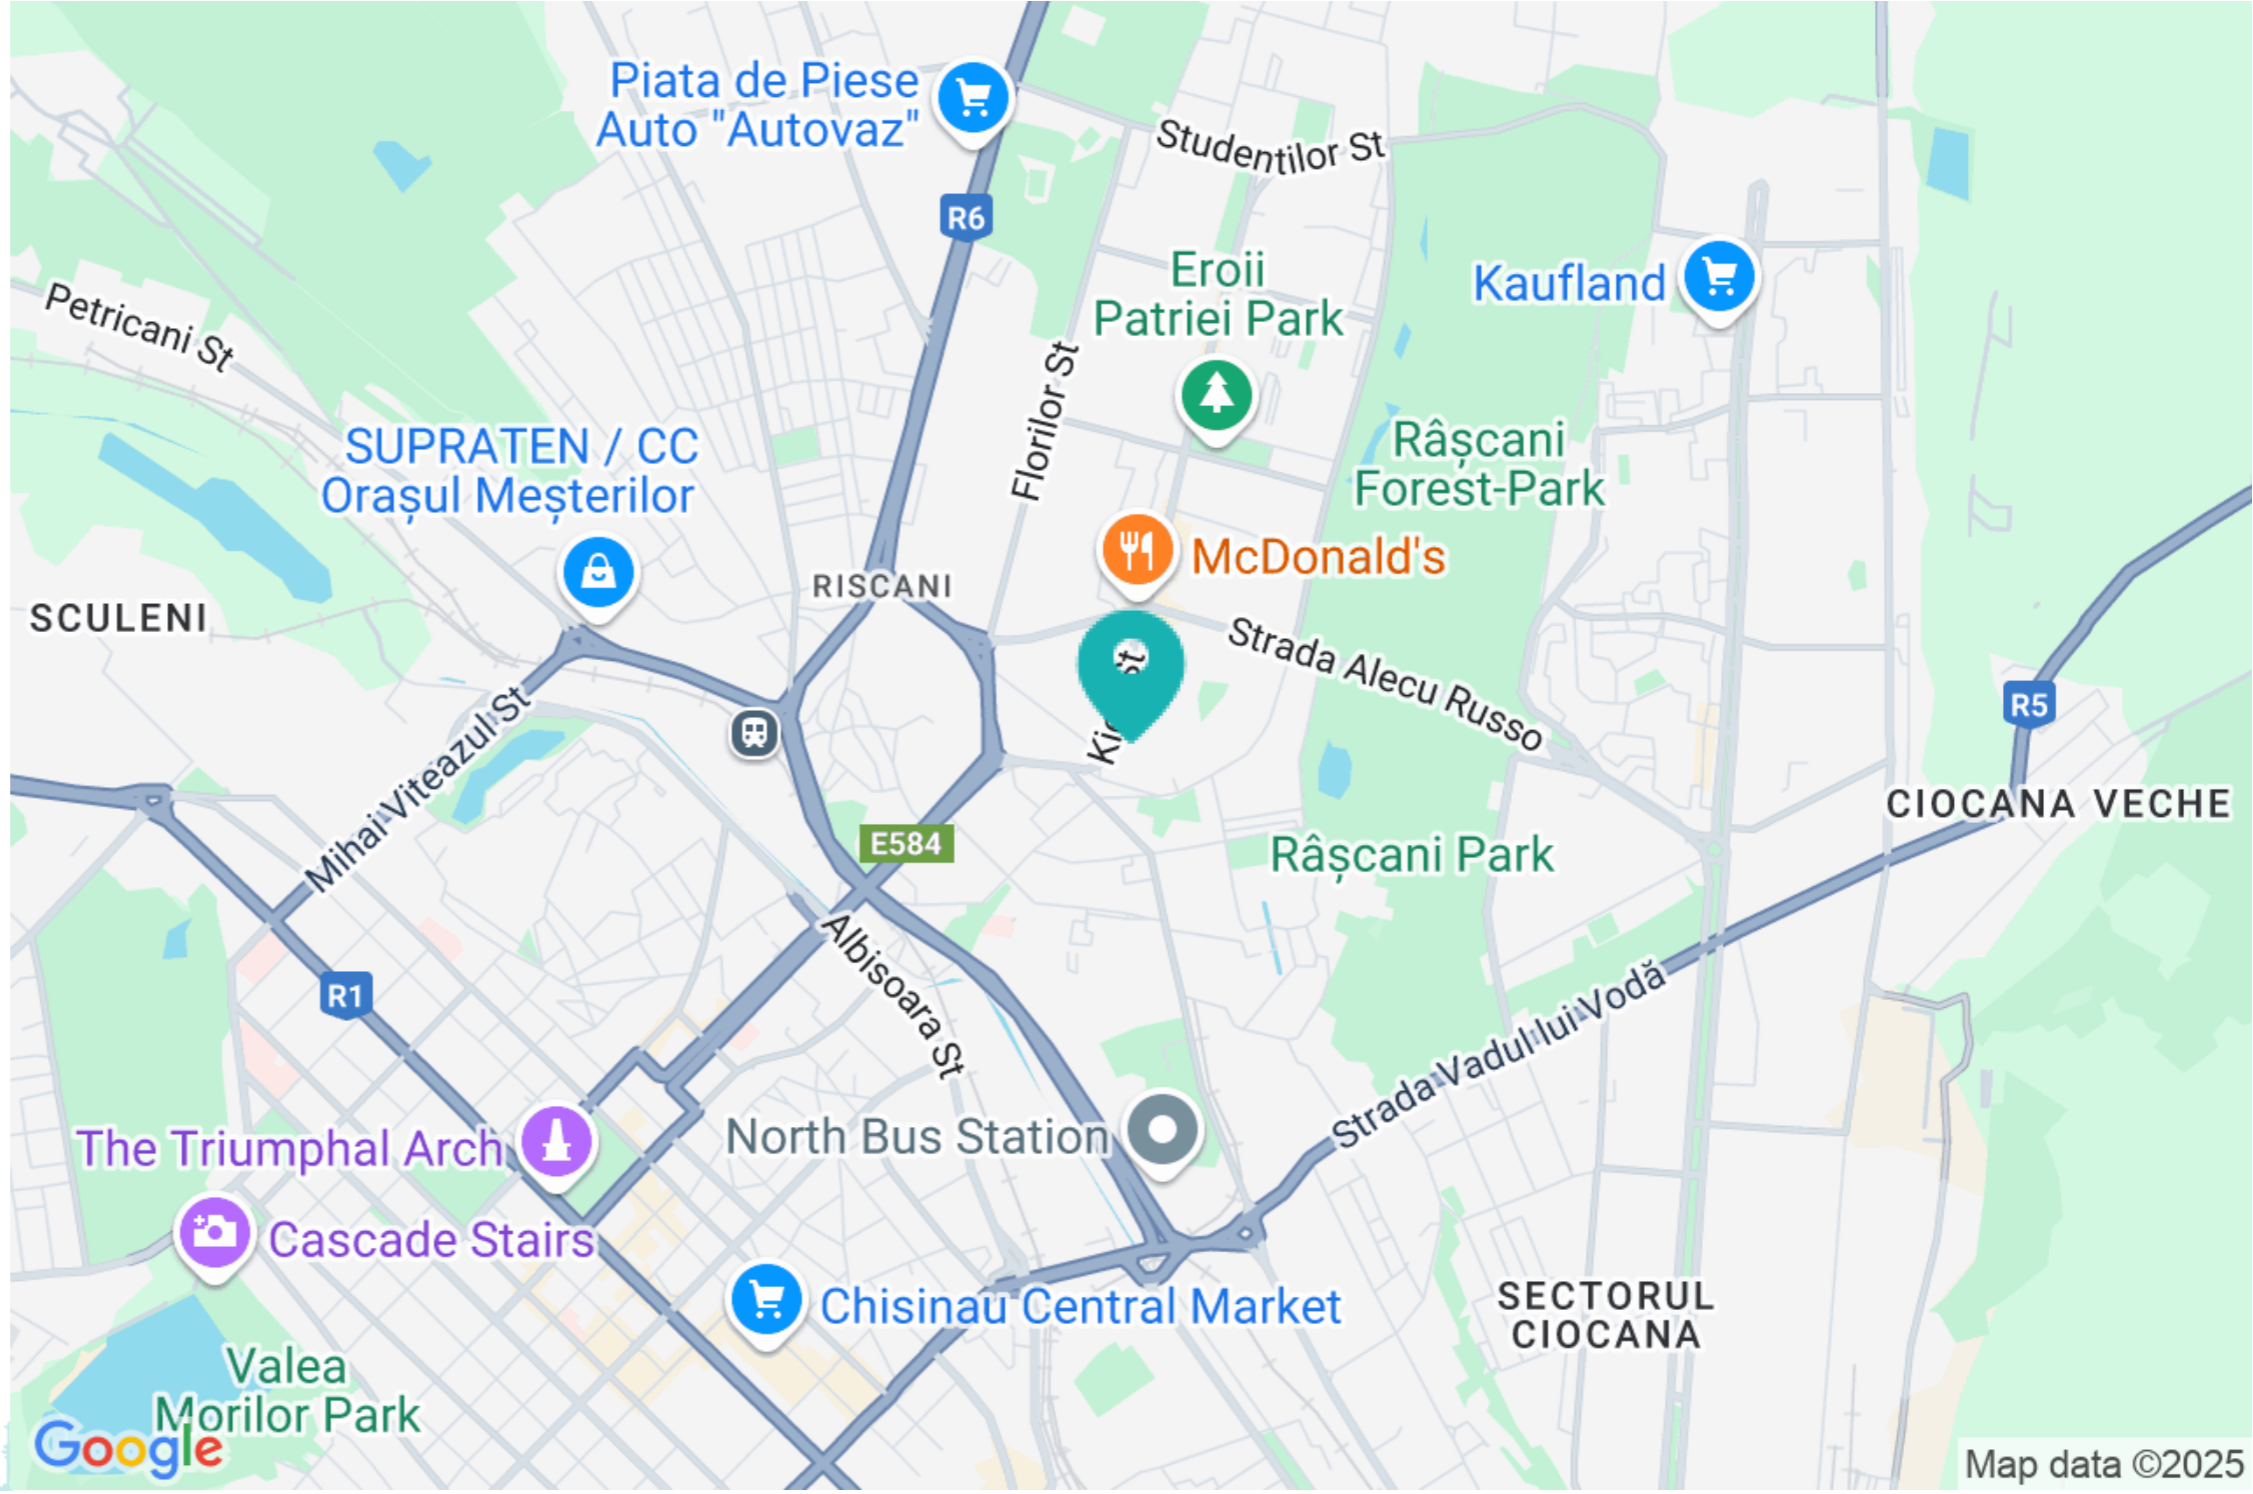 Piata de Piese
Auto "Autovaz"
Studentilor St
R6
Eroii
Patriei Park
Kaufland
Petricani St
Florilor St
SUPRATEN / CC
Orașul Meșterilor
Râșcani
Forest-Park
McDonald's
RISCANI
SCULENI
Strada Alecu Russo
St
R5
Mihai Viteazul St
CIOCANA VECHE
E584
Râșcani Park
Albisoara St
R1
Strada Vadul lui Vodă
North Bus Station
The Triumphal Arch
Cascade Stairs
Chisinau Central Market
SECTORUL
CIOCANA
Valea
Morilor Park
Google
Map data ©2025